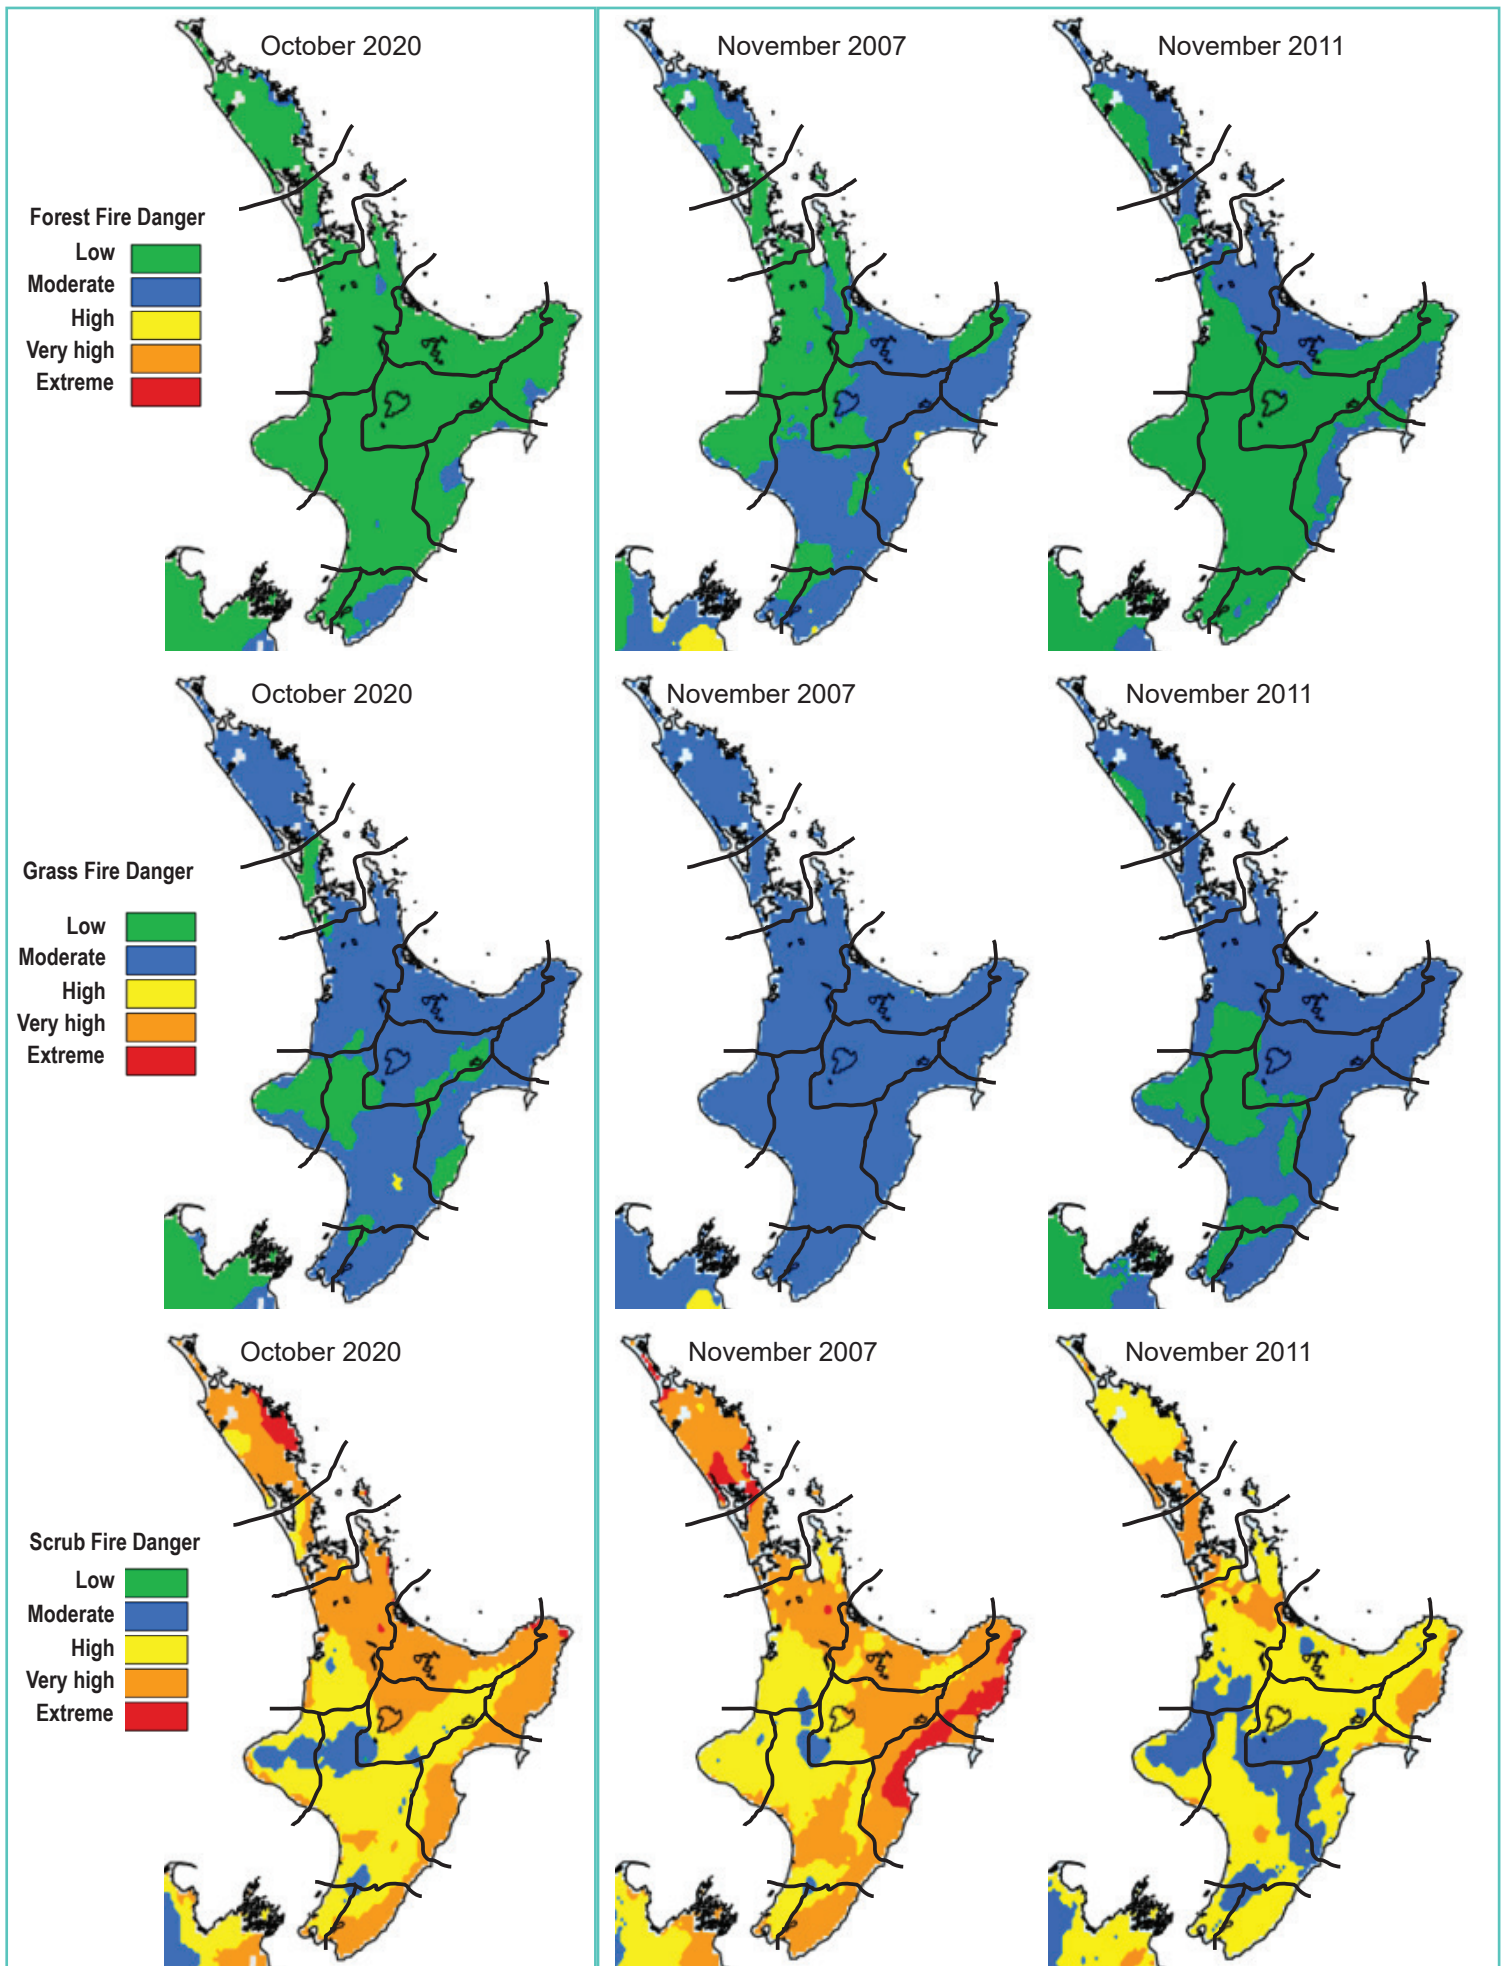 October 2020
November 2007
November 2011
Forest Fire Danger
Low
Moderate
High
Very high
Extreme
October 2020
November 2007
November 2011
Grass Fire Danger
Low
Moderate
High
Very high
Extreme
October 2020
November 2007
November 2011
Scrub Fire Danger
Low
Moderate
High
Very high
Extreme